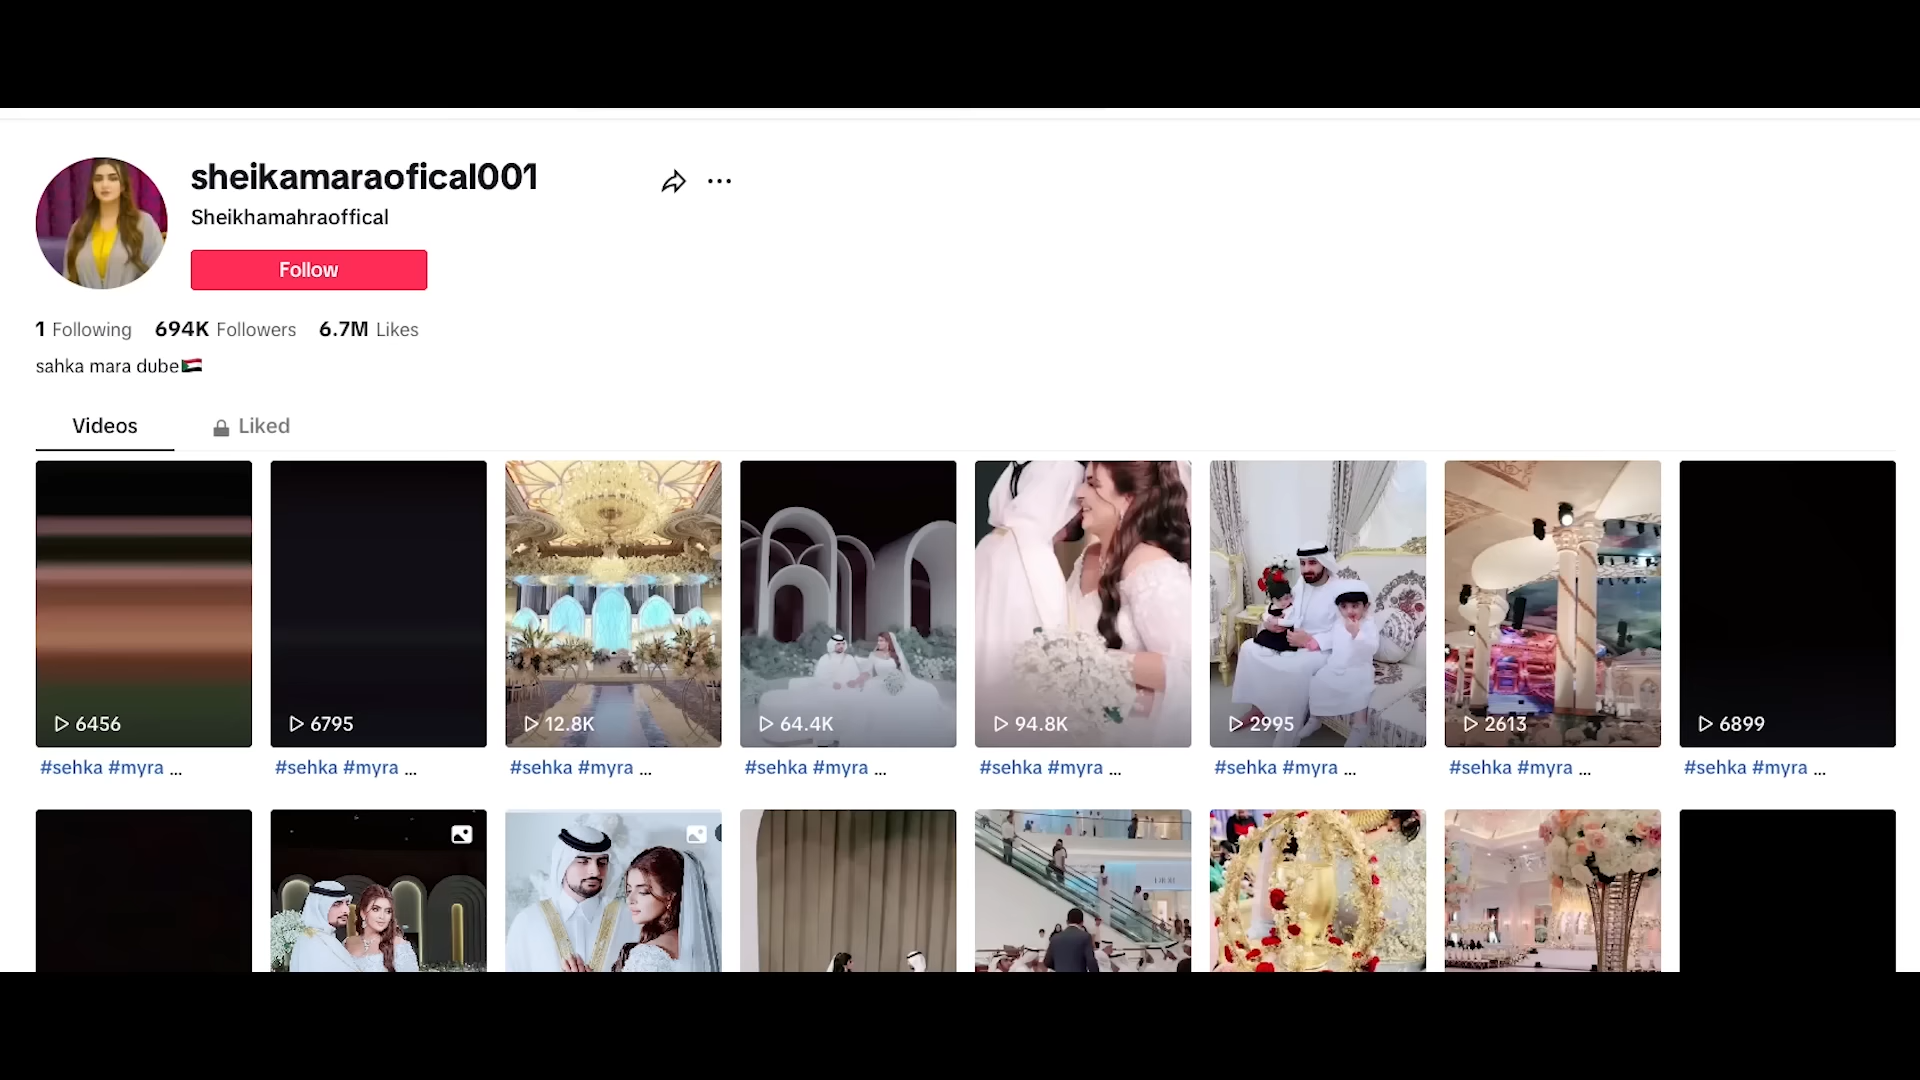 sheikamaraofical001
Sheikhamahraoffical
Follow
1 Following 694K Followers 6.7M Likes
sahka mara dube🇸🇩
Videos Liked
6456 6795 12.8K 64.4K 94.8K 2995 2613 6899
#sehka #myra ... #sehka #myra ... #sehka #myra ... #sehka #myra ... #sehka #myra ... #sehka #myra ... #sehka #myra ... #sehka #myra ...